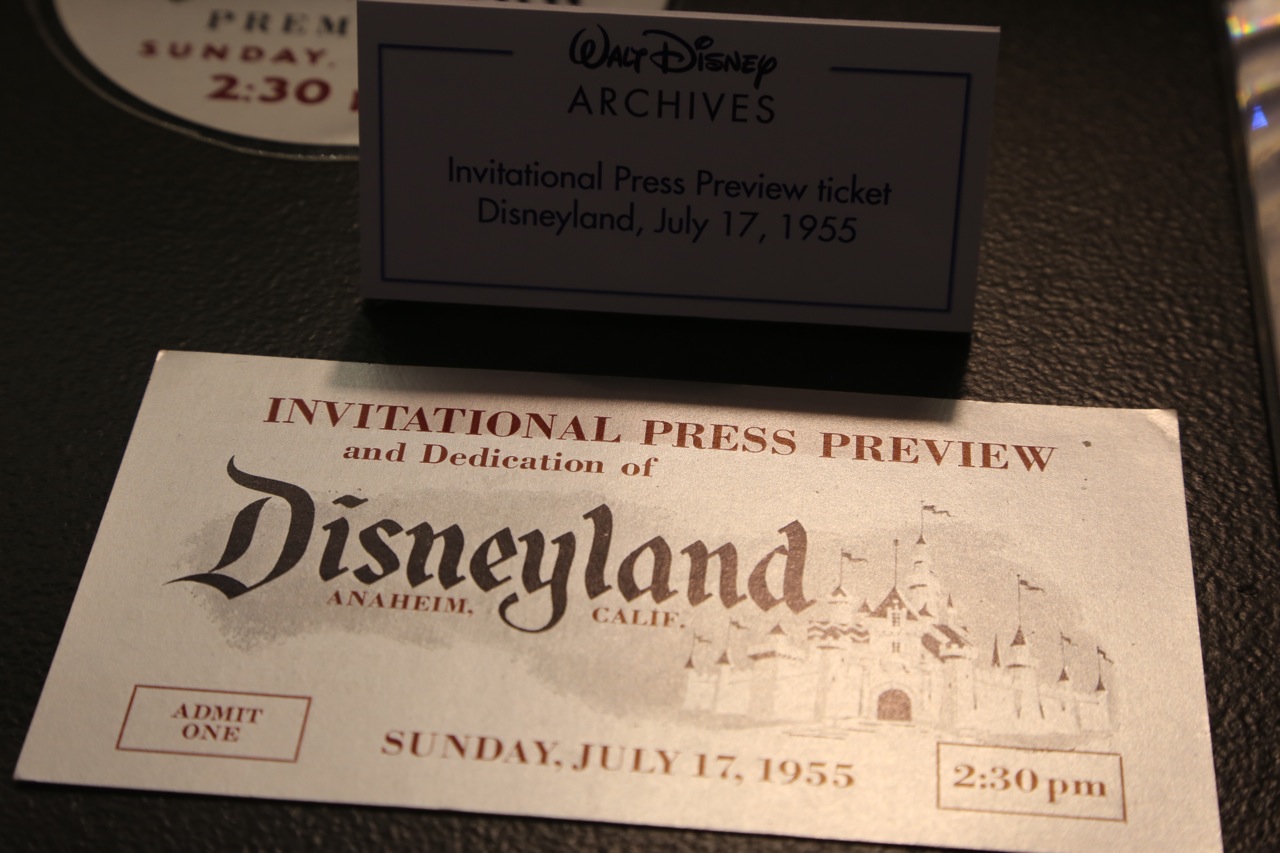 PREM
SUNDAY,
2:30
WALT DISNEY
ARCHIVES
Invitational Press Preview ticket
Disneyland, July 17, 1955
INVITATIONAL PRESS PREVIEW
and Dedication of
Disneyland
ANAHEIM, CALIF.
ADMIT
ONE
SUNDAY, JULY 17, 1955
2:30 pm